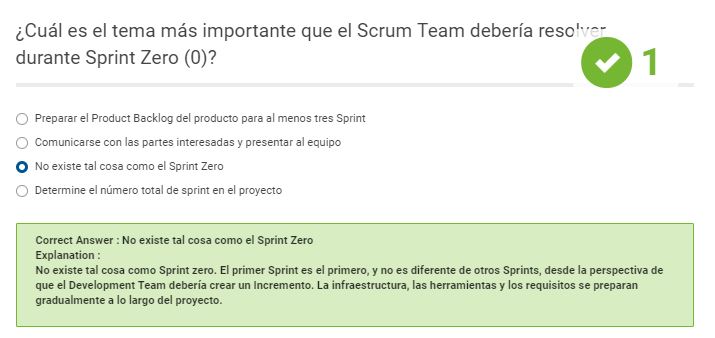 ¿Cuál es el tema más importante que el Scrum Team debería resolver
durante Sprint Zero (0)?
1
Preparar el Product Backlog del producto para al menos tres Sprint
Comunicarse con las partes interesadas y presentar al equipo
No existe tal cosa como el Sprint Zero
Determine el número total de sprint en el proyecto
Correct Answer : No existe tal cosa como el Sprint Zero
Explanation :
No existe tal cosa como Sprint zero. El primer Sprint es el primero, y no es diferente de otros Sprints, desde la perspectiva de
que el Development Team debería crear un Incremento. La infraestructura, las herramientas y los requisitos se preparan
gradualmente a lo largo del proyecto.